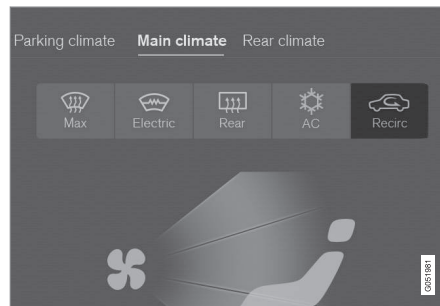 Parking climate Main climate Rear climate
Max Electric Rear AC Recirc
G051981